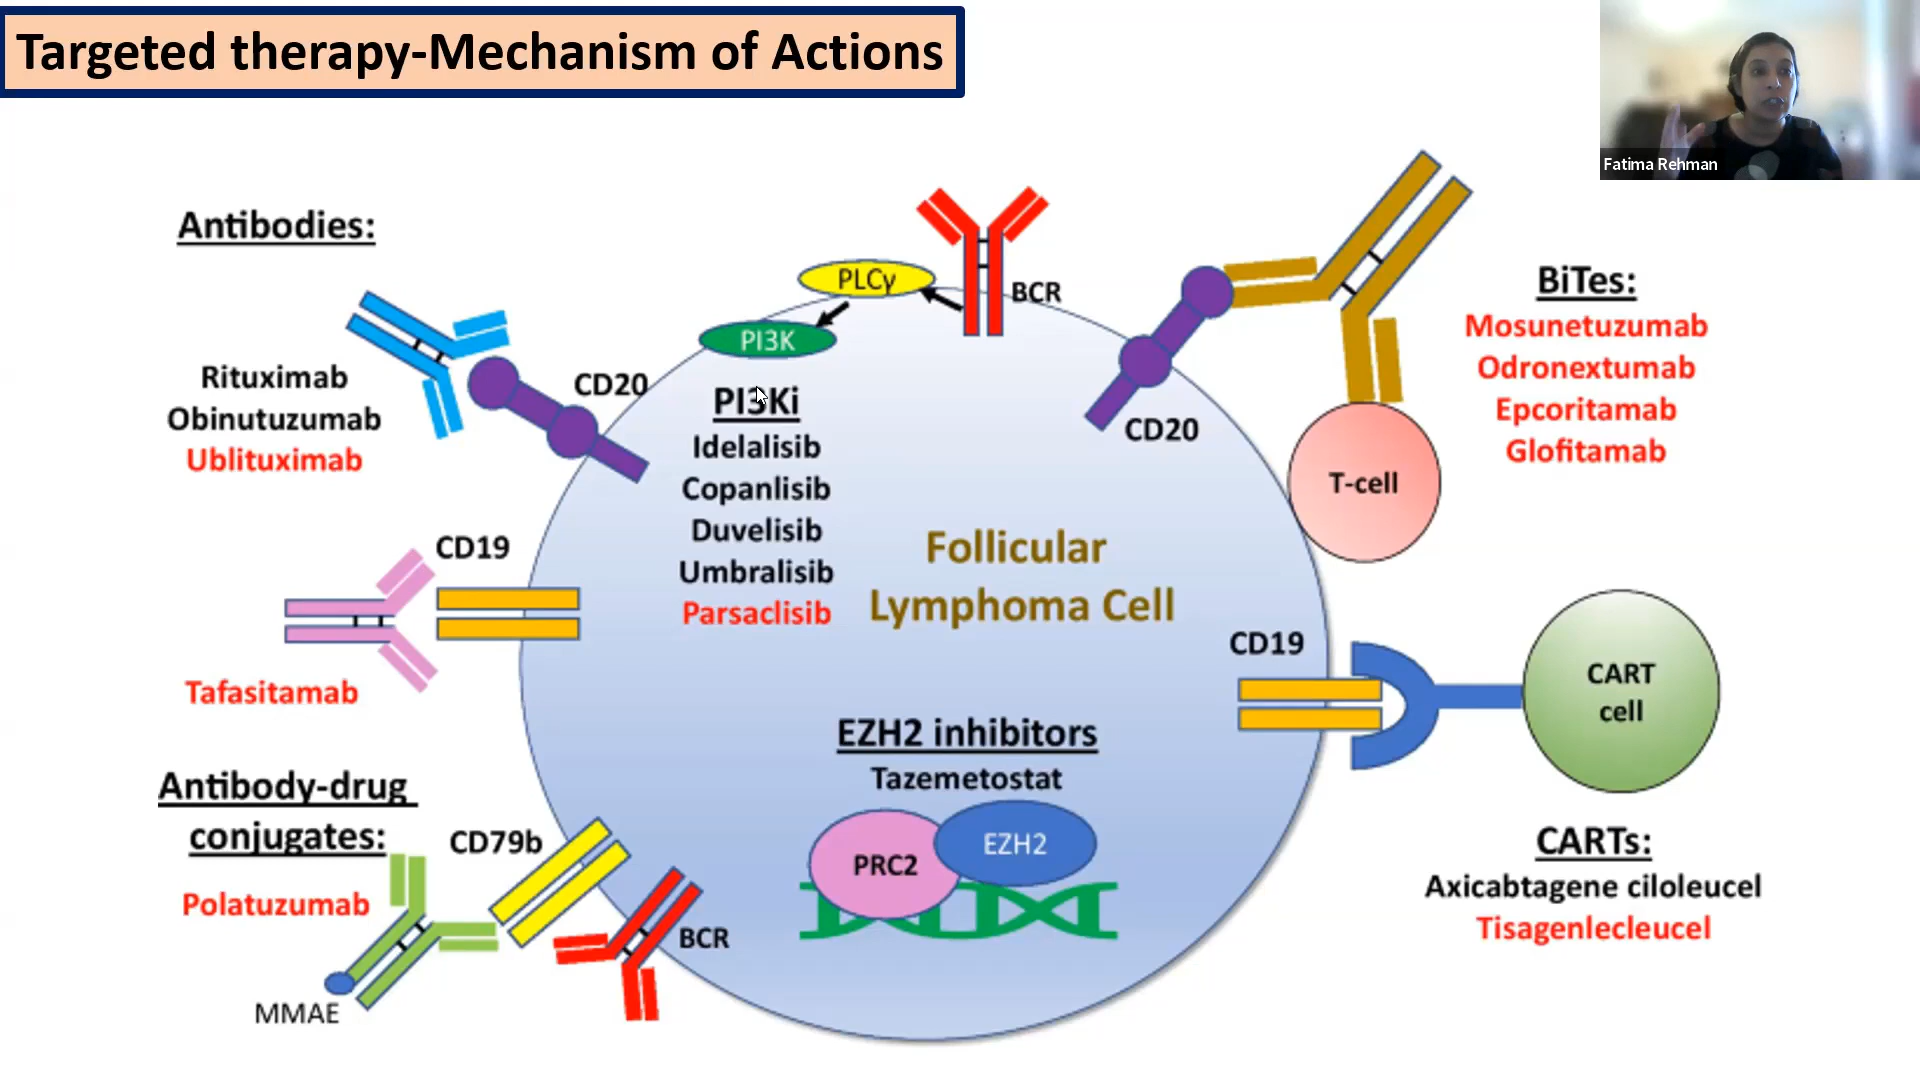 Targeted therapy-Mechanism of Actions
Fatima Rehman
Antibodies:
Rituximab
Obinutuzumab
Ublituximab
CD20
PLCγ
PI3K
BCR
PI3Ki
Idelalisib
Copanlisib
Duvelisib
Umbralisib
Parsaclisib
CD20
T-cell
BiTes:
Mosunetuzumab
Odronextumab
Epcoritamab
Glofitamab
CD19
Tafasitamab
Follicular
Lymphoma Cell
CD19
CART
cell
CARTs:
Axicabtagene ciloleucel
Tisagenlecleucel
EZH2 inhibitors
Tazemetostat
PRC2
EZH2
Antibody-drug
conjugates:
CD79b
Polatuzumab
BCR
MMAE